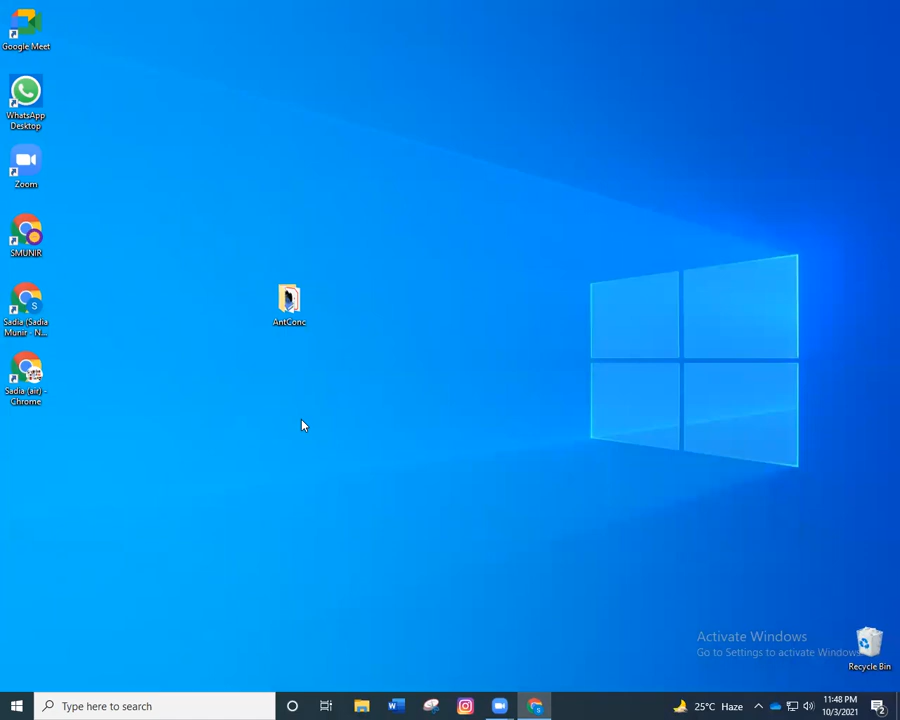 Google Meet
WhatsApp
Desktop
Zoom
SMUNIR
Sadia (Sadia
Munir - N...
Sadia (air) -
Chrome
AntConc
Activate Windows
Go to Settings to activate Windows.
Recycle Bin
Type here to search
25°C Haze
11:48 PM
10/3/2021
2